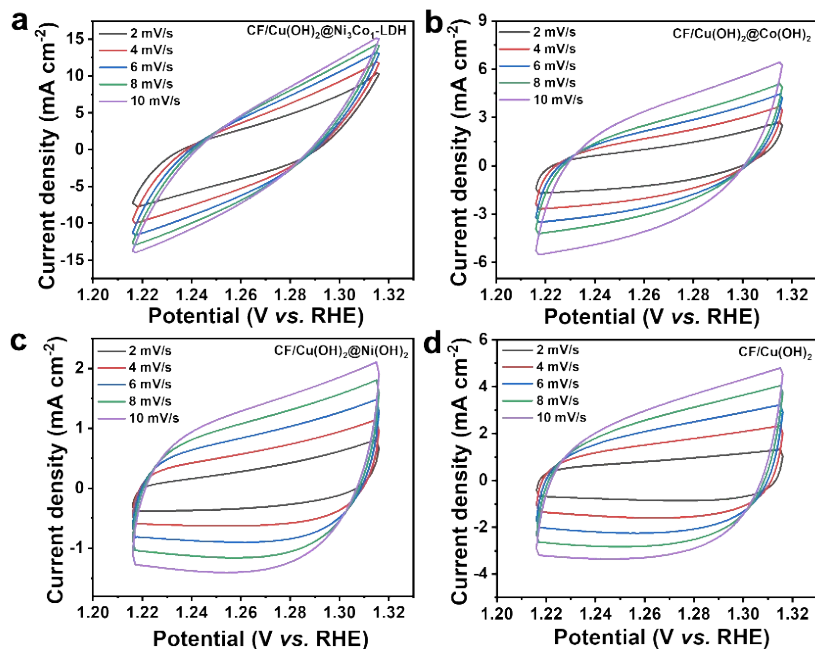 a
2 mV/s
4 mV/s
6 mV/s
8 mV/s
10 mV/s
CF/Cu(OH)₂@Ni₃Co₁-LDH
Current density (mA cm⁻²)
15
10
5
0
-5
-10
-15
1.20 1.22 1.24 1.26 1.28 1.30 1.32
Potential (V vs. RHE)
b
2 mV/s
4 mV/s
6 mV/s
8 mV/s
10 mV/s
CF/Cu(OH)₂@Co(OH)₂
Current density (mA cm⁻²)
9
6
3
0
-3
-6
1.20 1.22 1.24 1.26 1.28 1.30 1.32
Potential (V vs. RHE)
c
2 mV/s
4 mV/s
6 mV/s
8 mV/s
10 mV/s
CF/Cu(OH)₂@Ni(OH)₂
Current density (mA cm⁻²)
2
1
0
-1
1.20 1.22 1.24 1.26 1.28 1.30 1.32
Potential (V vs. RHE)
d
2 mV/s
4 mV/s
6 mV/s
8 mV/s
10 mV/s
CF/Cu(OH)₂
Current density (mA cm⁻²)
6
4
2
0
-2
-4
1.20 1.22 1.24 1.26 1.28 1.30 1.32
Potential (V vs. RHE)